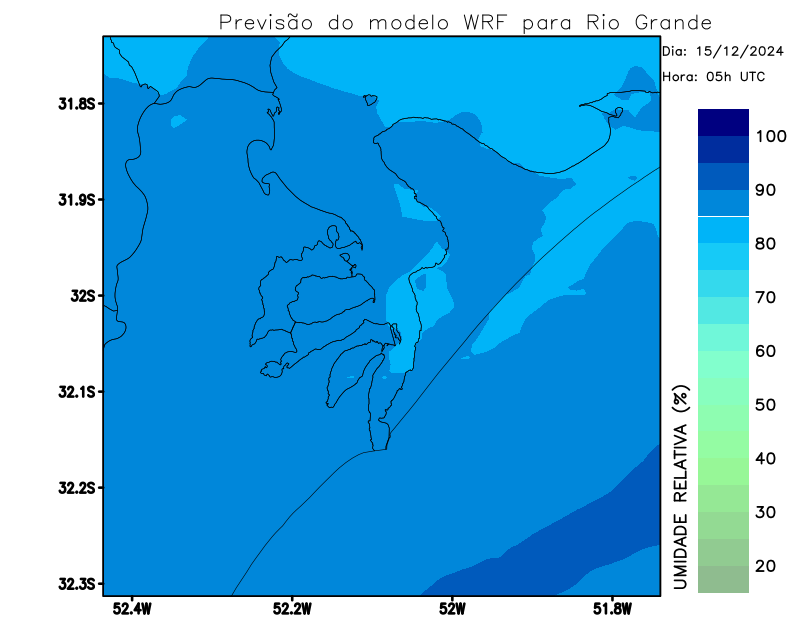 Previsão do modelo WRF para Rio Grande
Dia: 15/12/2024
Hora: 05h UTC
31.8S
31.9S
32S
32.1S
32.2S
32.3S
52.4W
52.2W
52W
51.8W
100
90
80
70
60
50
40
30
20
UMIDADE RELATIVA (%)